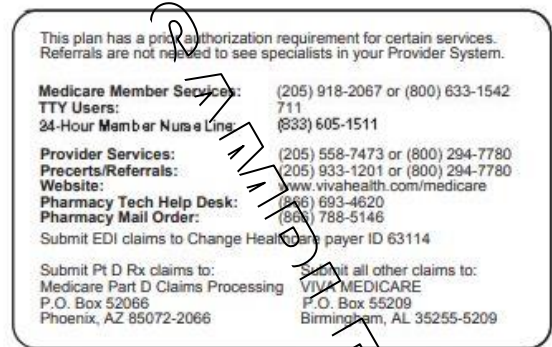 This plan has a prior authorization requirement for certain services.
Referrals are not needed to see specialists in your Provider System.
Medicare Member Services: (205) 918-2067 or (800) 633-1542
TTY Users: 711
24-Hour Member Nurse Line: (833) 605-1511
Provider Services: (205) 558-7473 or (800) 294-7780
Precerts/Referrals: (205) 933-1201 or (800) 294-7780
Website: www.vivahealth.com/medicare
Pharmacy Tech Help Desk: (866) 693-4620
Pharmacy Mail Order: (866) 788-5146
Submit EDI claims to Change Healthcare payer ID 63114
Submit Pt D Rx claims to:
Medicare Part D Claims Processing
P.O. Box 52066
Phoenix, AZ 85072-2066
Submit all other claims to:
VIVA MEDICARE
P.O. Box 55209
Birmingham, AL 35255-5209
SAMPLE